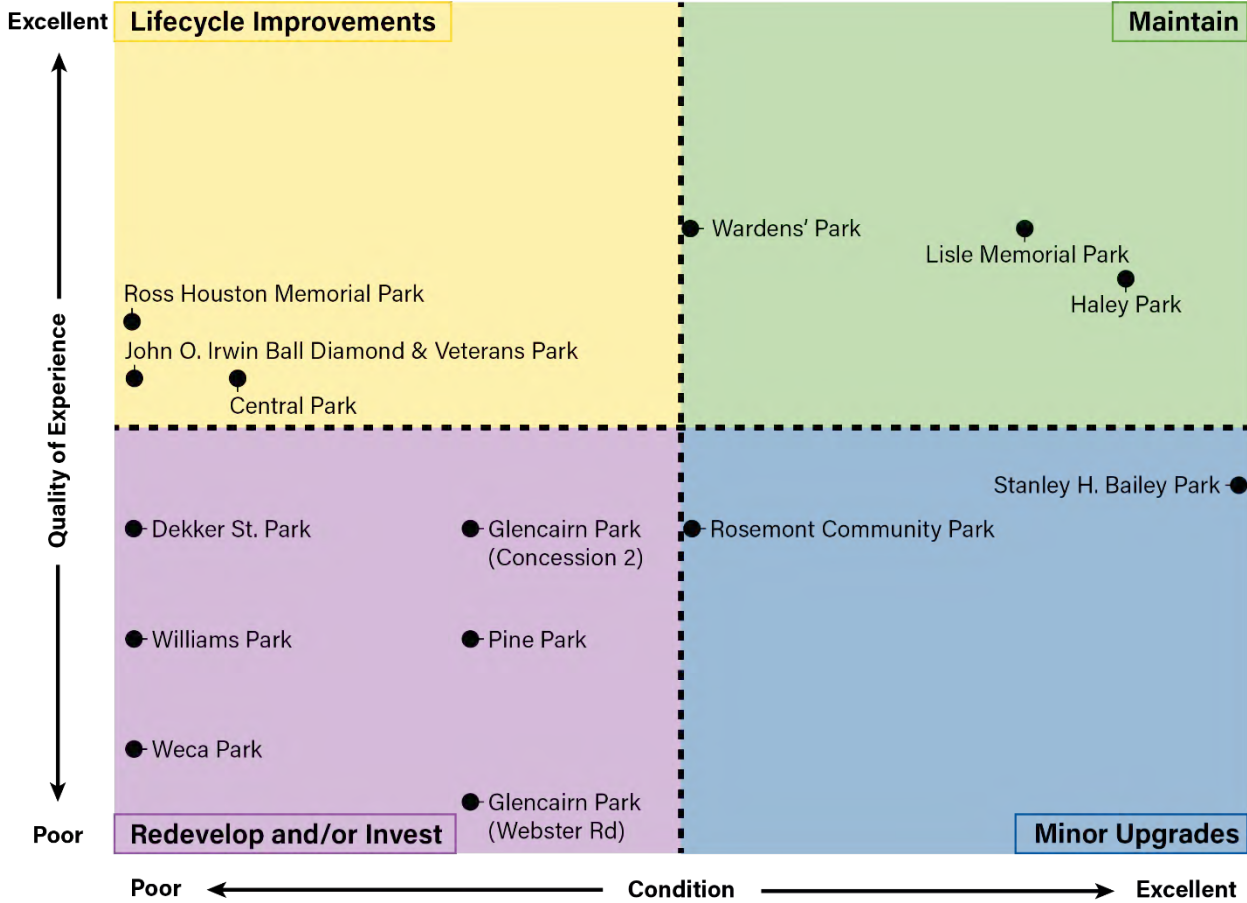 Excellent
Lifecycle Improvements
Maintain
Wardens’ Park
Lisle Memorial Park
Haley Park
Ross Houston Memorial Park
John O. Irwin Ball Diamond & Veterans Park
Central Park
Quality of Experience
Stanley H. Bailey Park
Dekker St. Park
Glencairn Park
(Concession 2)
Rosemont Community Park
Williams Park
Pine Park
Weca Park
Glencairn Park
(Webster Rd)
Poor
Redevelop and/or Invest
Minor Upgrades
Poor
Condition
Excellent